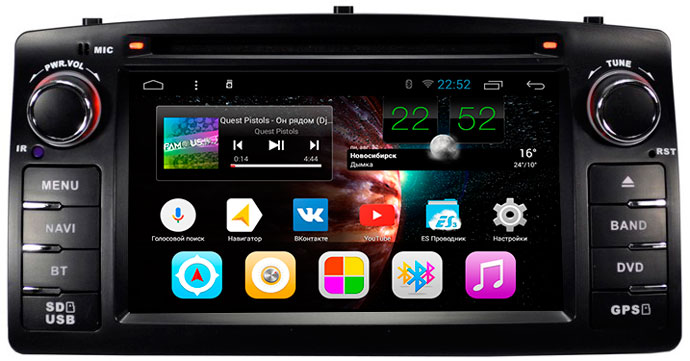 MIC
PWR.VOL
TUNE
22:52
Quest Pistols - Он рядом (Dj...
Quest Pistols
0:14
4:44
22 52
Новосибирск
Дымка
16°
24°/10°
IR
RST
MENU
NAVI
BT
SD
USB
BAND
DVD
GPS
Голосовой поиск
Навигатор
ВКонтакте
YouTube
ES Проводник
Настройки